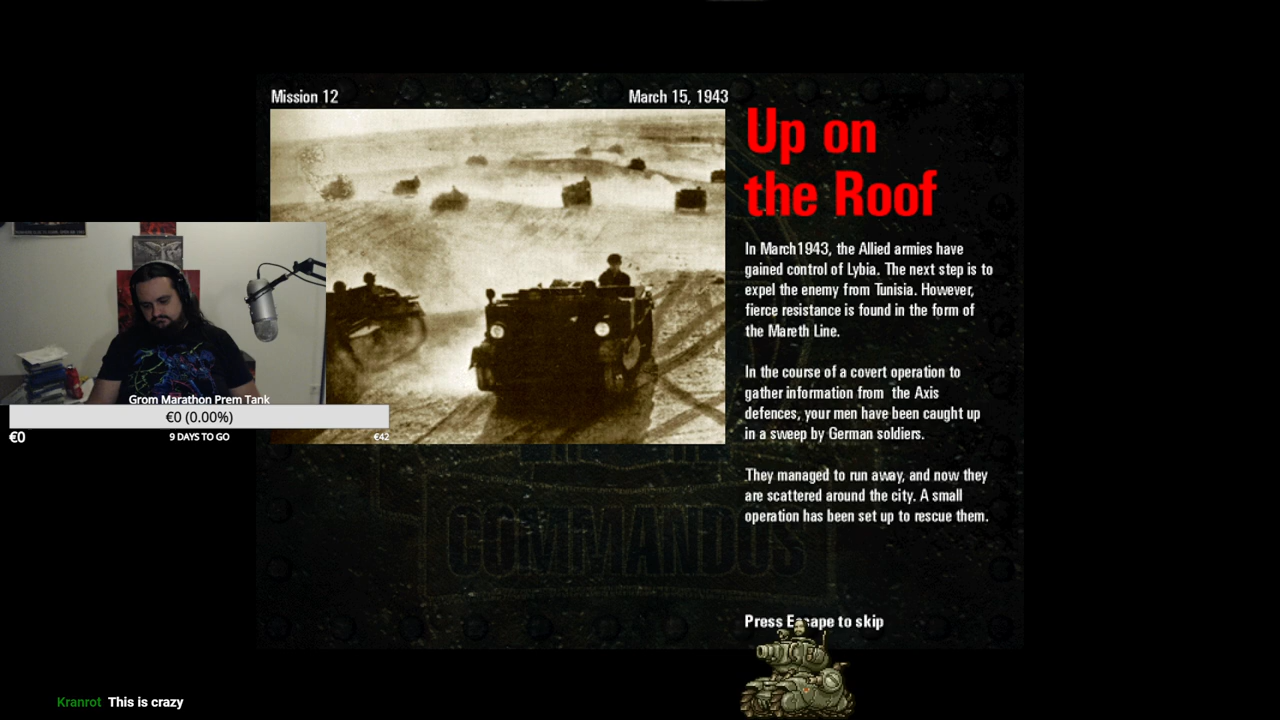 Mission 12
March 15, 1943
Up on
the Roof
In March1943, the Allied armies have
gained control of Lybia. The next step is to
expel the enemy from Tunisia. However,
fierce resistance is found in the form of
the Mareth Line.
In the course of a covert operation to
gather information from the Axis
defences, your men have been caught up
in a sweep by German soldiers.
They managed to run away, and now they
are scattered around the city. A small
operation has been set up to rescue them.
Press Escape to skip
Grom Marathon Prem Tank
€0 (0.00%)
€0
9 DAYS TO GO
€42
COMMANDOS
Kranrot This is crazy